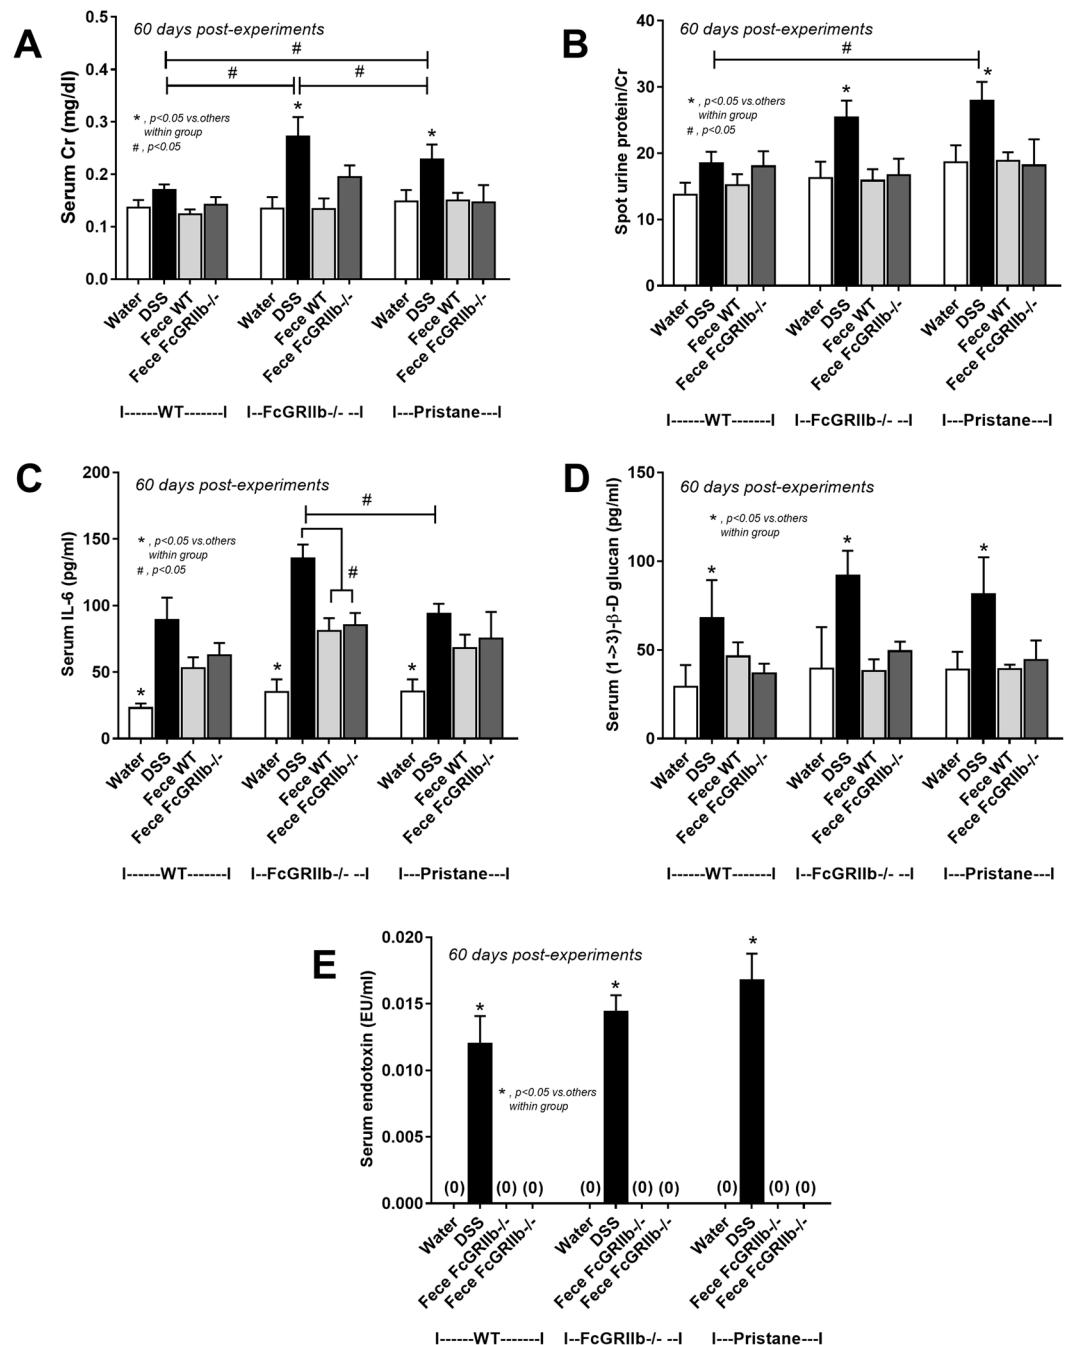 A
60 days post-experiments
0.5
0.4
0.3
0.2
0.1
0.0
Serum Cr (mg/dl)
#
#
#
* , p<0.05 vs.others
within group
# , p<0.05
*
*
Water
DSS
Fece WT
Fece FcGRIIb-/-
Water
DSS
Fece WT
Fece FcGRIIb-/-
Water
DSS
Fece WT
Fece FcGRIIb-/-
I------WT-------I
I--FcGRIIb-/- --I
I---Pristane---I
B
60 days post-experiments
40
30
20
10
0
Spot urine protein/Cr
#
* , p<0.05 vs.others
within group
# , p<0.05
*
*
Water
DSS
Fece WT
Fece FcGRIIb-/-
Water
DSS
Fece WT
Fece FcGRIIb-/-
Water
DSS
Fece WT
Fece FcGRIIb-/-
I------WT-------I
I--FcGRIIb-/- --I
I---Pristane---I
C
60 days post-experiments
200
150
100
50
0
Serum IL-6 (pg/ml)
#
* , p<0.05 vs.others
within group
# , p<0.05
#
*
*
*
Water
DSS
Fece WT
Fece FcGRIIb-/-
Water
DSS
Fece WT
Fece FcGRIIb-/-
Water
DSS
Fece WT
Fece FcGRIIb-/-
I------WT-------I
I--FcGRIIb-/- --I
I---Pristane---I
D
60 days post-experiments
150
100
50
0
Serum (1->3)-β-D glucan (pg/ml)
* , p<0.05 vs.others
within group
*
*
*
Water
DSS
Fece WT
Fece FcGRIIb-/-
Water
DSS
Fece WT
Fece FcGRIIb-/-
Water
DSS
Fece WT
Fece FcGRIIb-/-
I------WT-------I
I--FcGRIIb-/- --I
I---Pristane---I
E
60 days post-experiments
0.020
0.015
0.010
0.005
0.000
Serum endotoxin (EU/ml)
*
*
*
* , p<0.05 vs.others
within group
(0) (0) (0) (0) (0) (0) (0) (0) (0)
Water
DSS
Fece FcGRIIb-/-
Fece FcGRIIb-/-
Water
DSS
Fece FcGRIIb-/-
Fece FcGRIIb-/-
Water
DSS
Fece FcGRIIb-/-
Fece FcGRIIb-/-
I------WT-------I
I--FcGRIIb-/- --I
I---Pristane---I